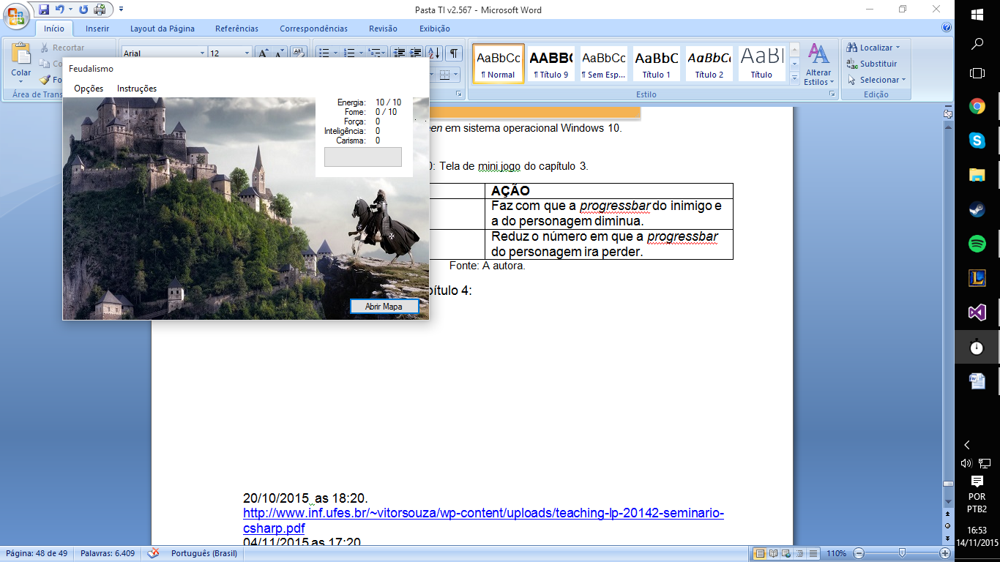 Pasta TI v2.567 - Microsoft Word
Início Inserir Layout da Página Referências Correspondências Revisão Exibição
Colar
Recortar
Co
Fo
Área de Trans
Arial 12
AaBbCc AaBBC AaBbCc AaBbC AaBbCc AaBl
¶ Normal ¶ Título 9 ¶ Sem Esp... Título 1 Título 2 Título
Alterar
Estilos
Estilo
Localizar
Substituir
Selecionar
Edição
Feudalismo
Opções Instruções
Energia: 10 / 10
Fome: 0 / 10
Força: 0
Inteligência: 0
Carisma: 0
Abrir Mapa
een em sistema operacional Windows 10.
0: Tela de mini jogo do capítulo 3.
AÇÃO
Faz com que a progressbar do inimigo e
a do personagem diminua.
Reduz o número em que a progressbar
do personagem ira perder.
Fonte: A autora.
pítulo 4:
20/10/2015 as 18:20.
http://www.inf.ufes.br/~vitorsouza/wp-content/uploads/teaching-lp-20142-seminario-
csharp.pdf
04/11/2015 as 17:20
Página: 48 de 49 Palavras: 6.409 Português (Brasil) 110%
POR
PTB2
16:53
14/11/2015